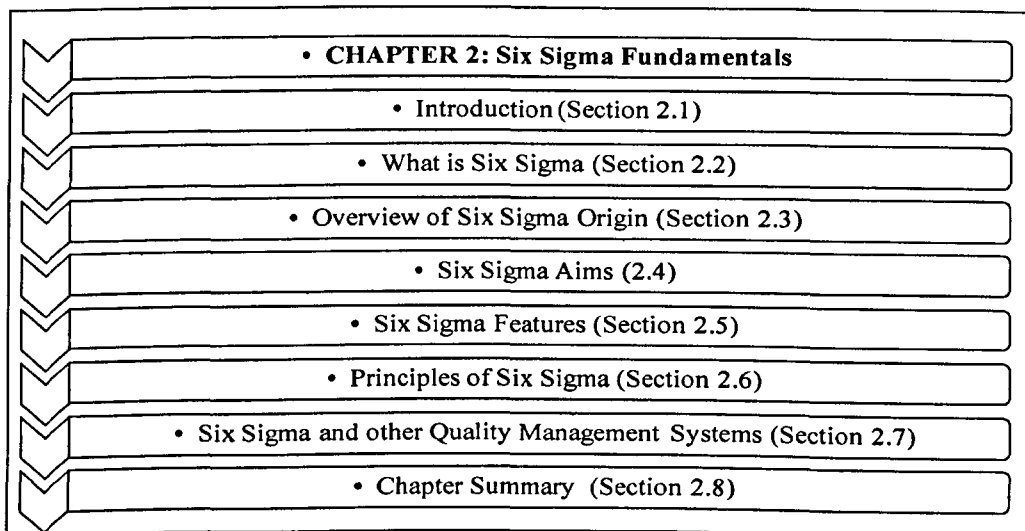 • CHAPTER 2: Six Sigma Fundamentals
• Introduction (Section 2.1)
• What is Six Sigma (Section 2.2)
• Overview of Six Sigma Origin (Section 2.3)
• Six Sigma Aims (2.4)
• Six Sigma Features (Section 2.5)
• Principles of Six Sigma (Section 2.6)
• Six Sigma and other Quality Management Systems (Section 2.7)
• Chapter Summary (Section 2.8)